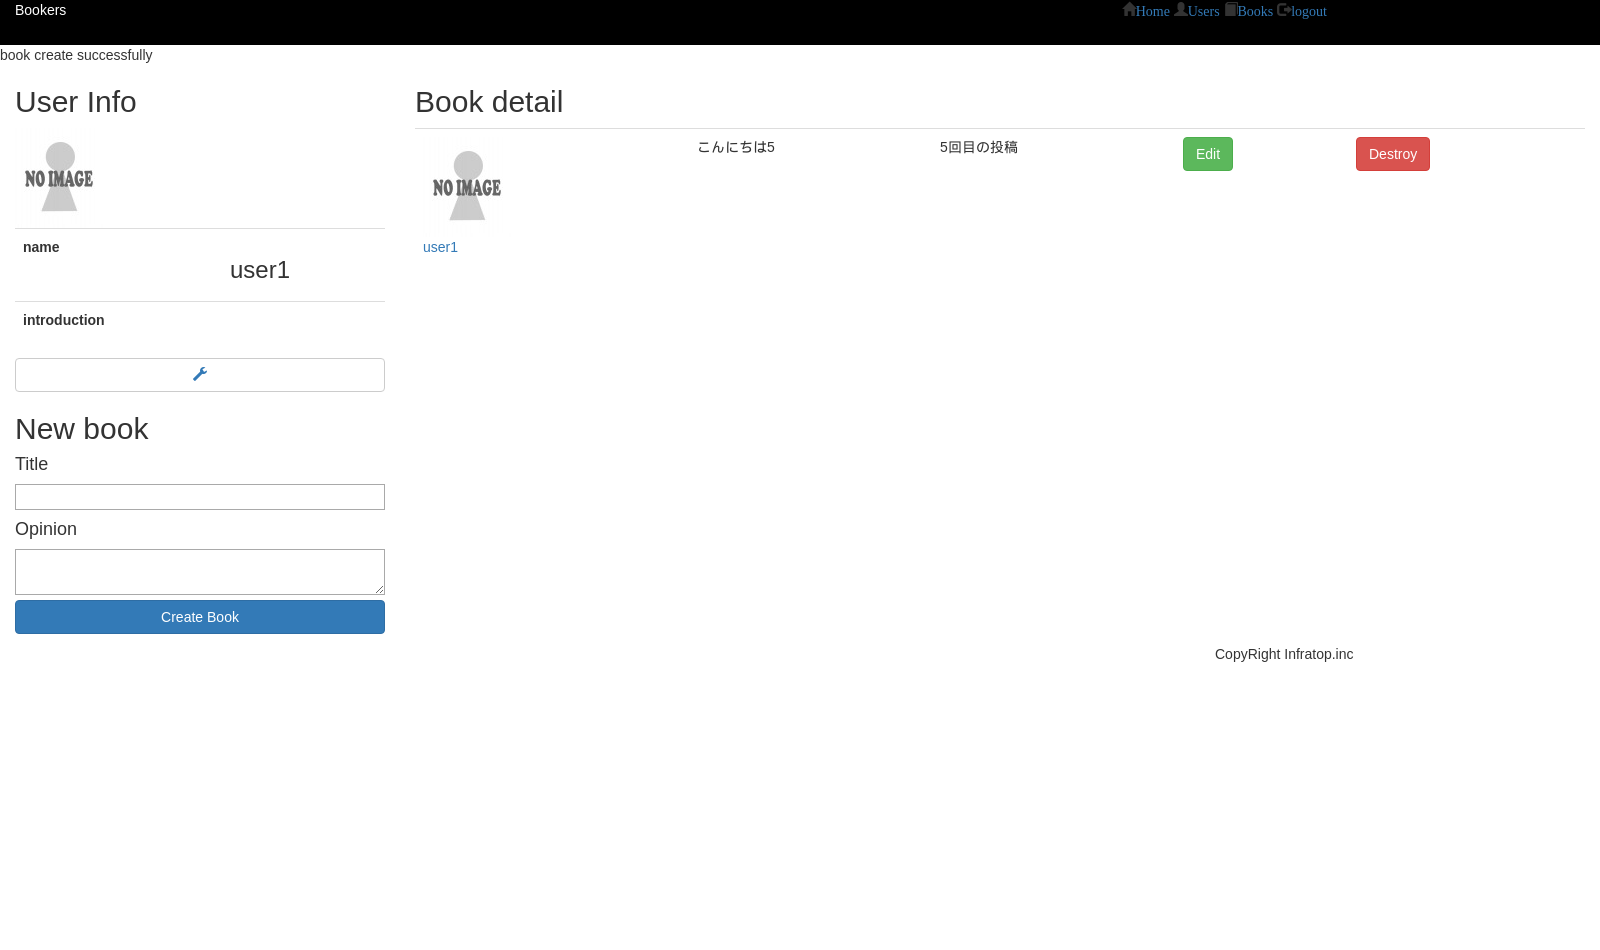 Bookers
Home Users Books logout
book create successfully
User Info
NO IMAGE
name
user1
introduction
New book
Title
Opinion
Create Book
Book detail
NO IMAGE
user1
こんにちは5
5回目の投稿
Edit
Destroy
CopyRight Infratop.inc